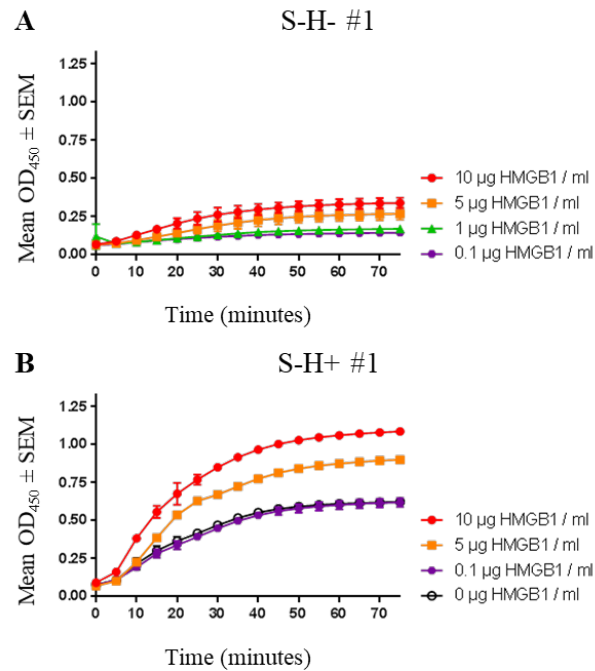 A
S-H- #1
Mean OD450 ± SEM
1.25
1.00
0.75
0.50
0.25
0.00
0 10 20 30 40 50 60 70
Time (minutes)
10 µg HMGB1 / ml
5 µg HMGB1 / ml
1 µg HMGB1 / ml
0.1 µg HMGB1 / ml
B
S-H+ #1
Mean OD450 ± SEM
1.25
1.00
0.75
0.50
0.25
0.00
0 10 20 30 40 50 60 70
Time (minutes)
10 µg HMGB1 / ml
5 µg HMGB1 / ml
0.1 µg HMGB1 / ml
0 µg HMGB1 / ml